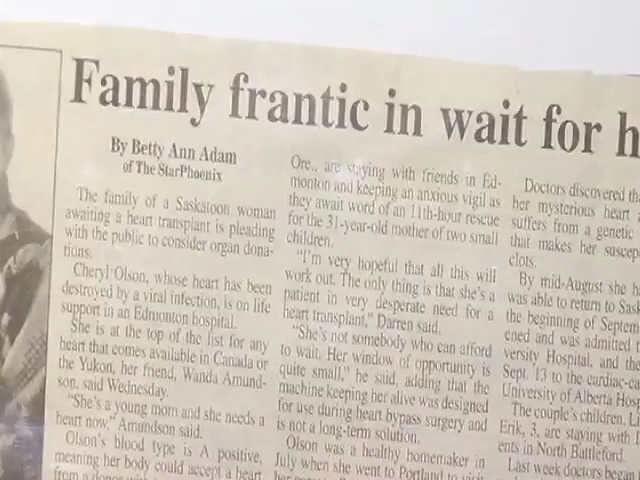 Family frantic in wait for h
By Betty Ann Adam
of The StarPhoenix
The family of a Saskatoon woman
awaiting a heart transplant is pleading
with the public to consider organ dona-
tions.
Cheryl Olson, whose heart has been
destroyed by a viral infection, is on life
support in an Edmonton hospital.
She is at the top of the list for any
heart that comes available in Canada or
the Yukon, her friend, Wanda Amund-
son, said Wednesday.
"She's a young mom and she needs a
heart now," Amundson said.
Olson's blood type is A positive,
meaning her body could accept a heart
from a donor
Ore., are staying with friends in Ed-
monton and keeping an anxious vigil as
they await word of an 11th-hour rescue
for the 31-year-old mother of two small
children.
"I'm very hopeful that all this will
work out. The only thing is that she's a
patient in very desperate need for a
heart transplant," Darren said.
"She's not somebody who can afford
to wait. Her window of opportunity is
quite small," he said, adding that the
machine keeping her alive was designed
for use during heart bypass surgery and
is not a long-term solution.
Olson was a healthy homemaker in
July when she went to Portland to visit
Doctors discovered th
her mysterious heart
suffers from a genetic
that makes her suscep
clots.
By mid-August she h
was able to return to Sask
the beginning of Septem
ened and was admitted t
versity Hospital, and the
Sept. 13 to the cardiac-ca
University of Alberta Hosp
The couple's children, Li
Erik, 3, are staying with
ents in North Battleford.
Last week doctors began